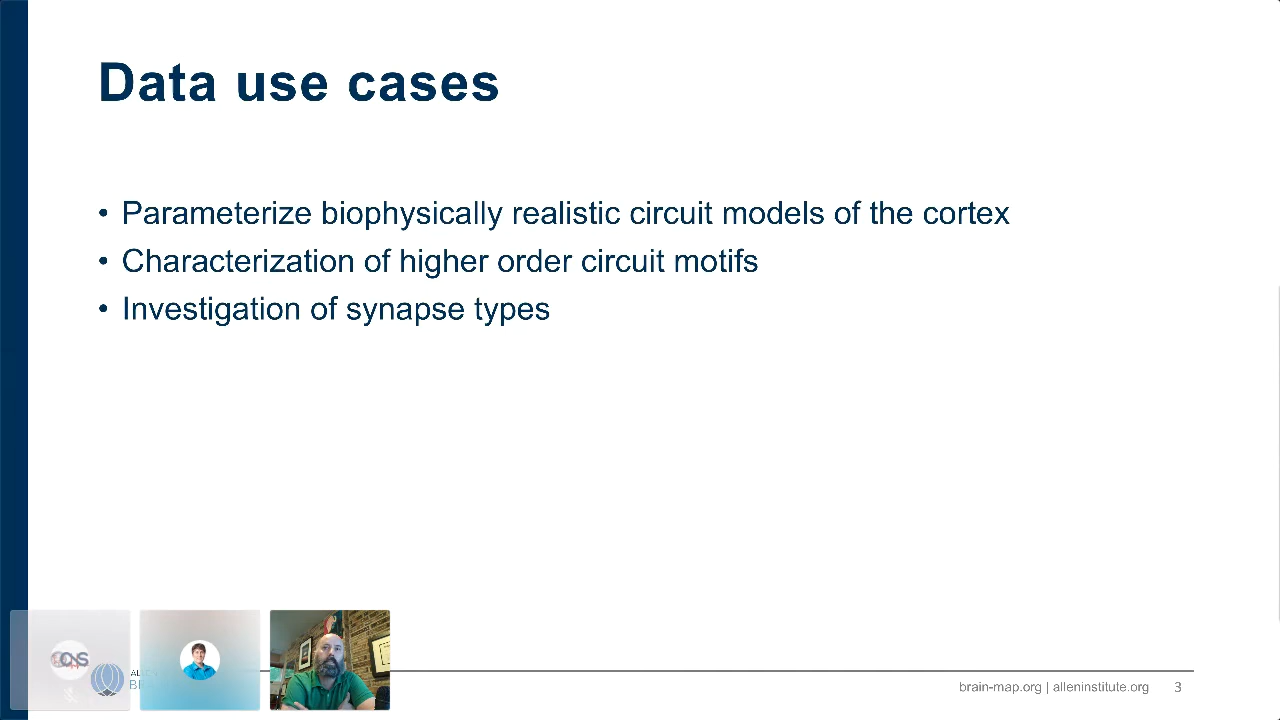 Data use cases
• Parameterize biophysically realistic circuit models of the cortex
• Characterization of higher order circuit motifs
• Investigation of synapse types
brain-map.org | alleninstitute.org 3